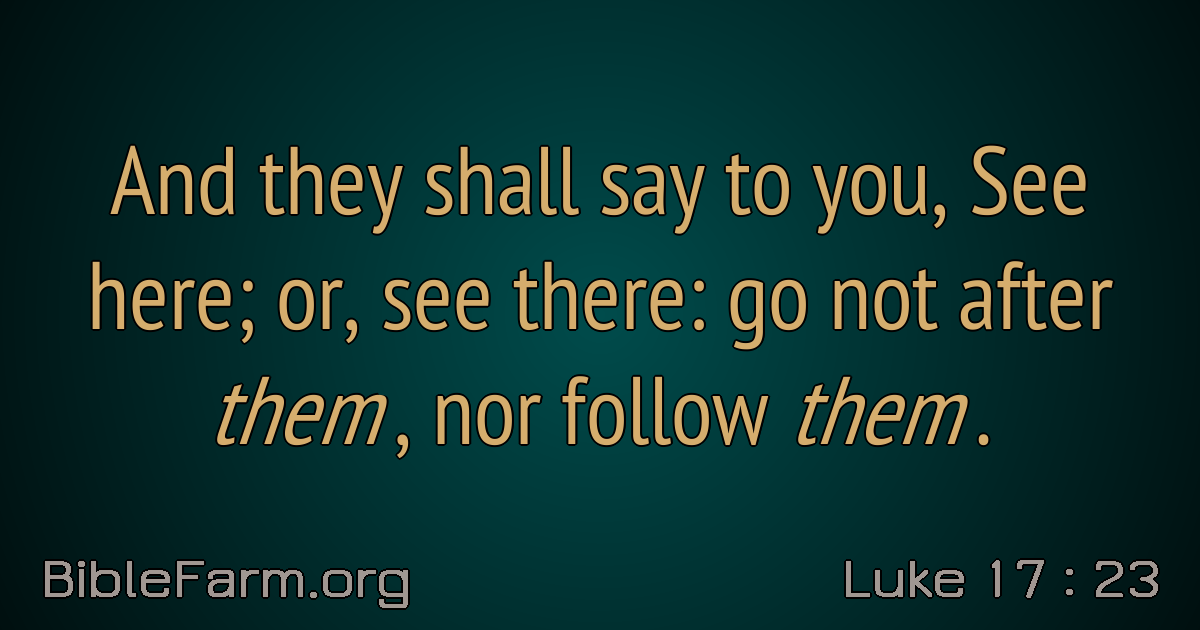 And they shall say to you, See
here; or, see there: go not after
them, nor follow them.
BibleFarm.org
Luke 17 : 23